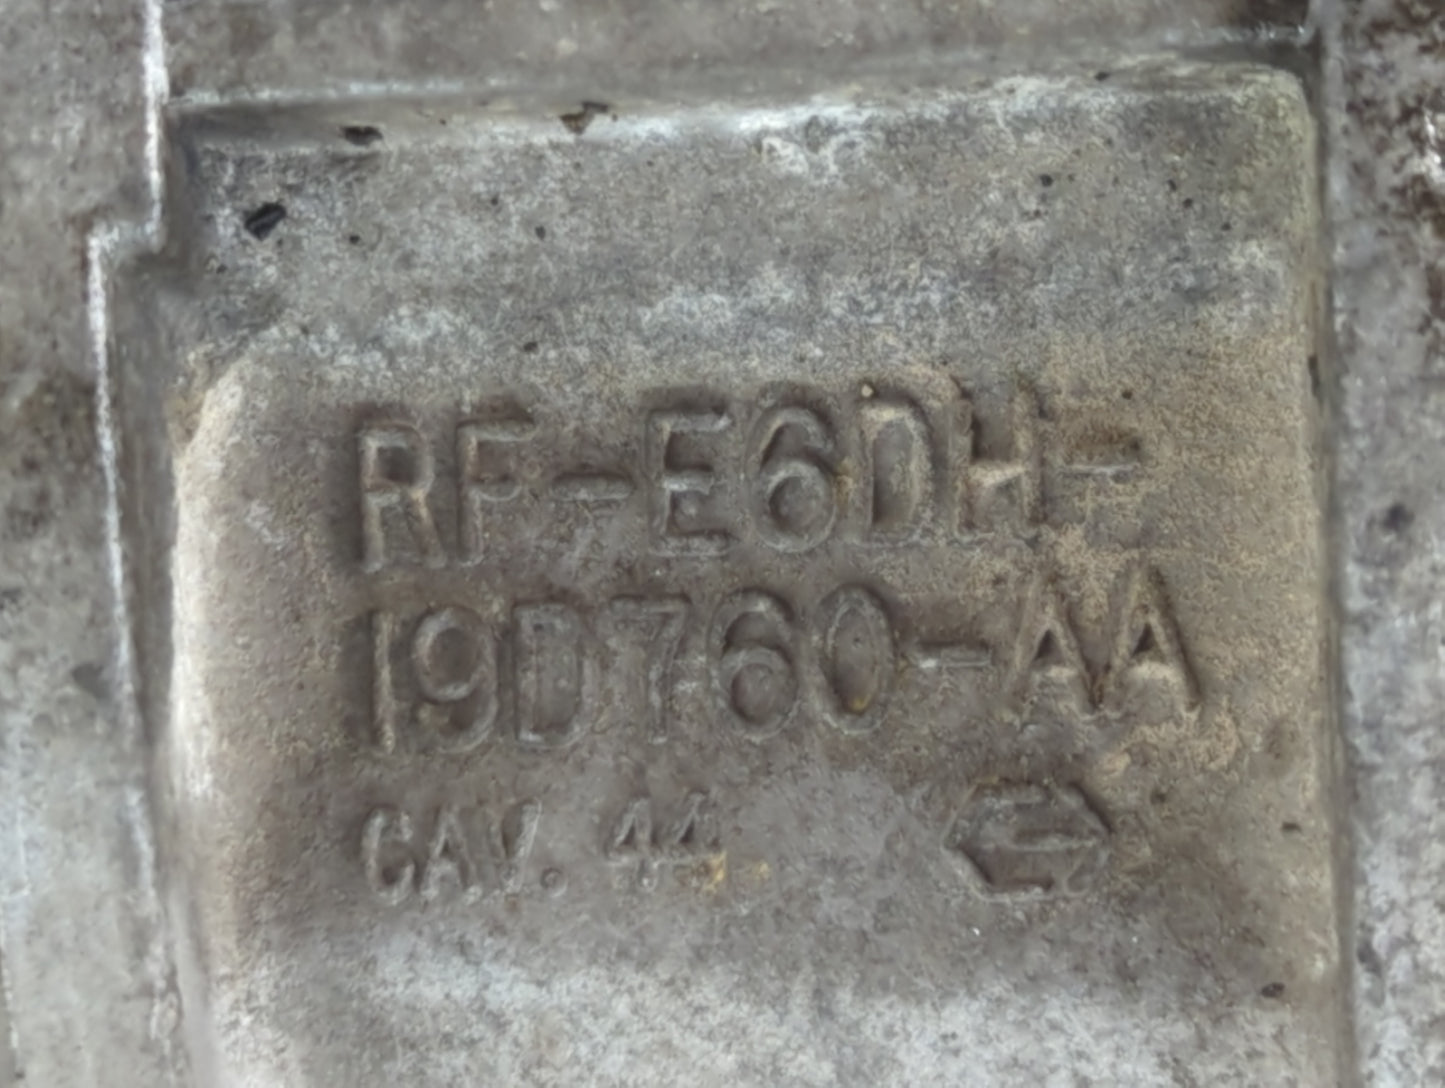 RF-E6DH-
19D760-AA
CAV. 44